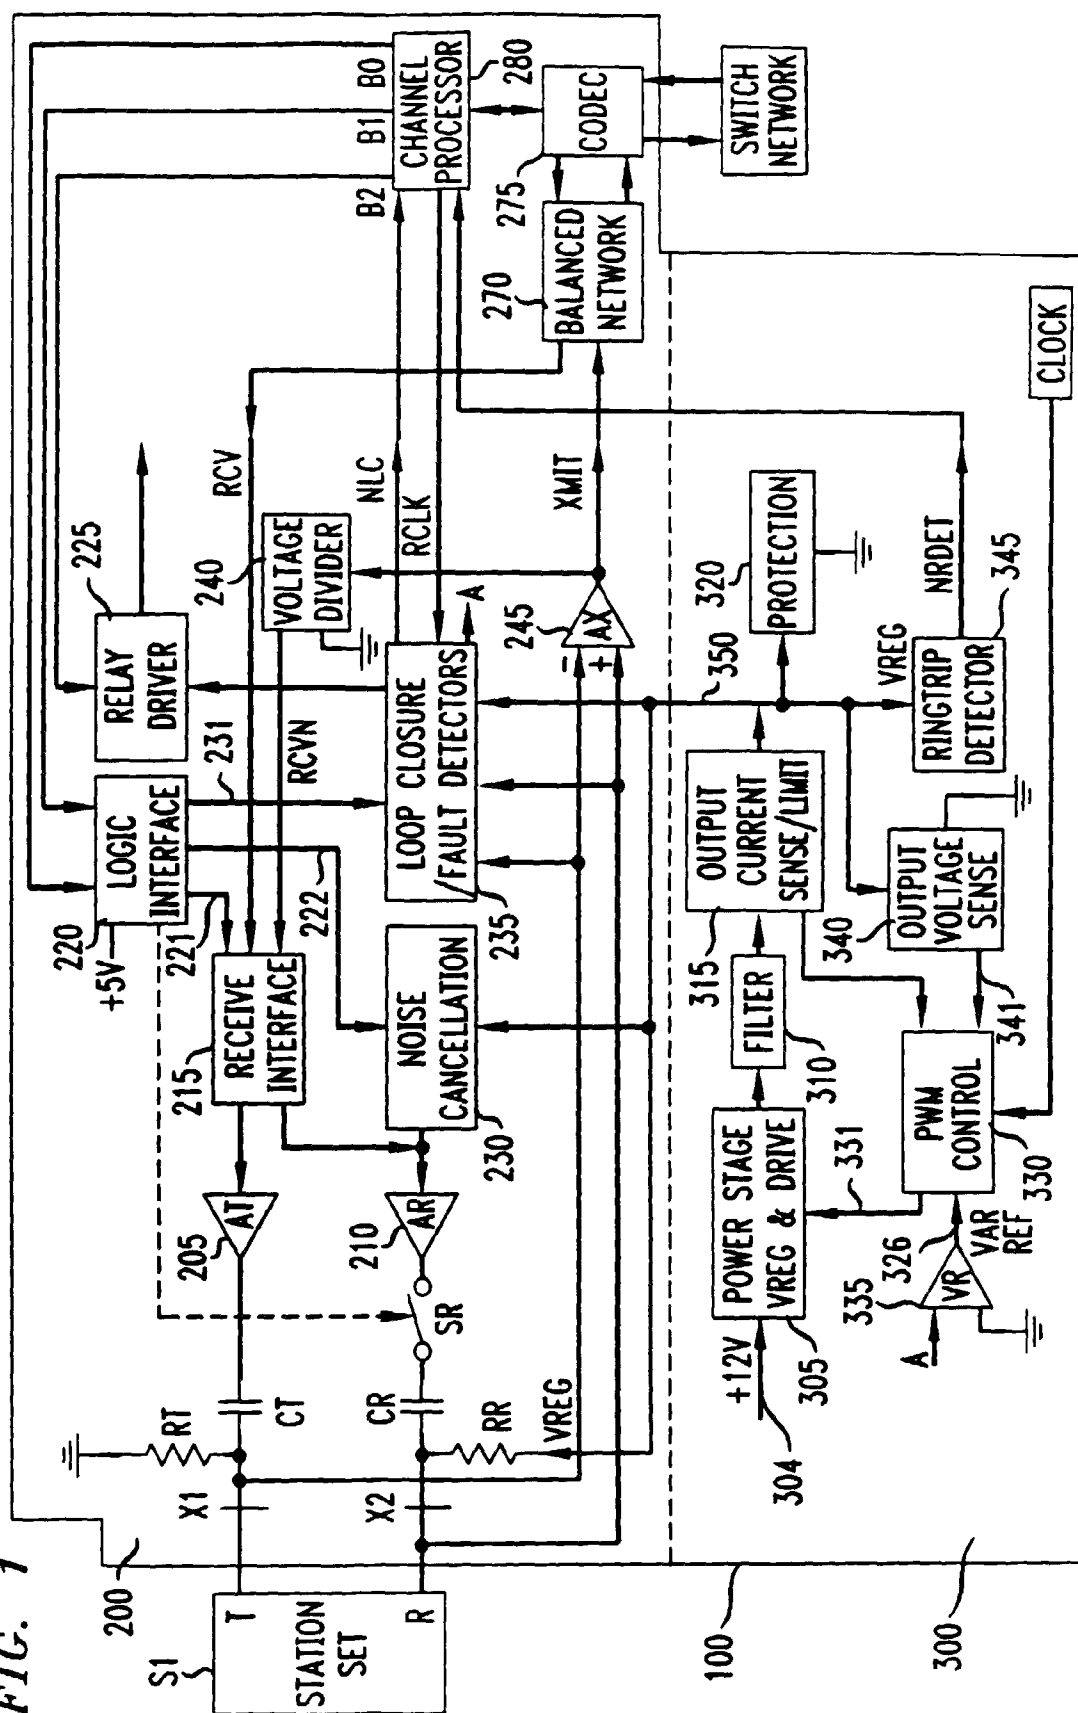 FIG. 1
200
S1
STATION
SET
T
R
X1
X2
RT
CT
CR
RR
VREG
SR
AT
205
AR
210
215
RECEIVE
INTERFACE
NOISE
CANCELLATION
230
+5V
220
LOGIC
INTERFACE
221
222
231
RELAY
DRIVER
225
RCV
RCVN
240
VOLTAGE
DIVIDER
LOOP CLOSURE
/FAULT DETECTORS
235
A
NLC
RCLK
245
AX
-
+
XMIT
270
BALANCED
NETWORK
275
CODEC
B2
B1
B0
CHANNEL
PROCESSOR
280
SWITCH
NETWORK
100
300
304
+12V
305
POWER STAGE
VREG & DRIVE
310
FILTER
315
OUTPUT
CURRENT
SENSE/LIMIT
350
320
PROTECTION
331
A
335
VR
326
VAR
REF
PWM
CONTROL
330
341
340
OUTPUT
VOLTAGE
SENSE
VREG
RINGTRIP
DETECTOR
345
NRDET
CLOCK